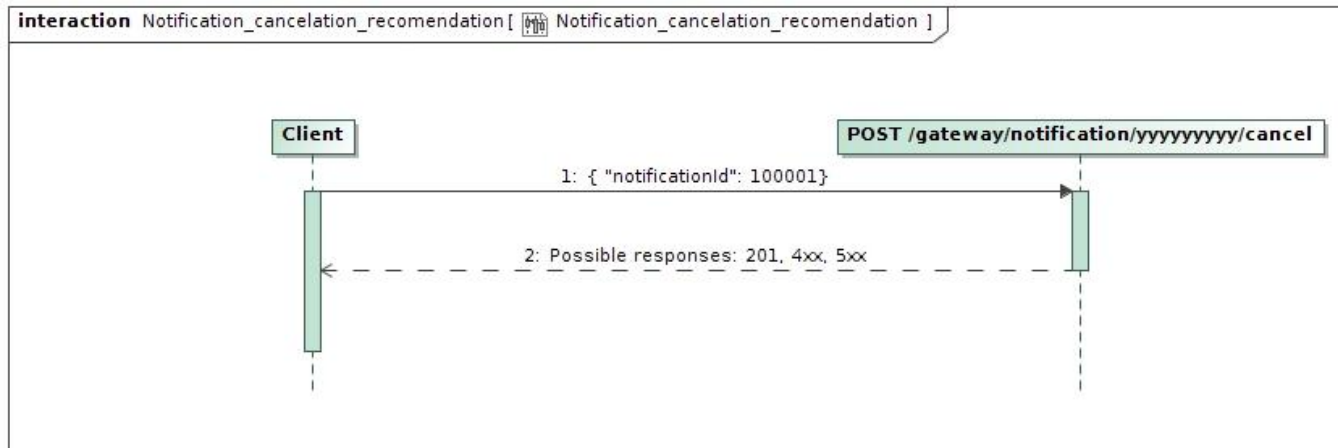 interaction Notification_cancelation_recomendation [ Notification_cancelation_recomendation ]
Client
POST /gateway/notification/yyyyyyyyy/cancel
1: { "notificationId": 100001}
2: Possible responses: 201, 4xx, 5xx